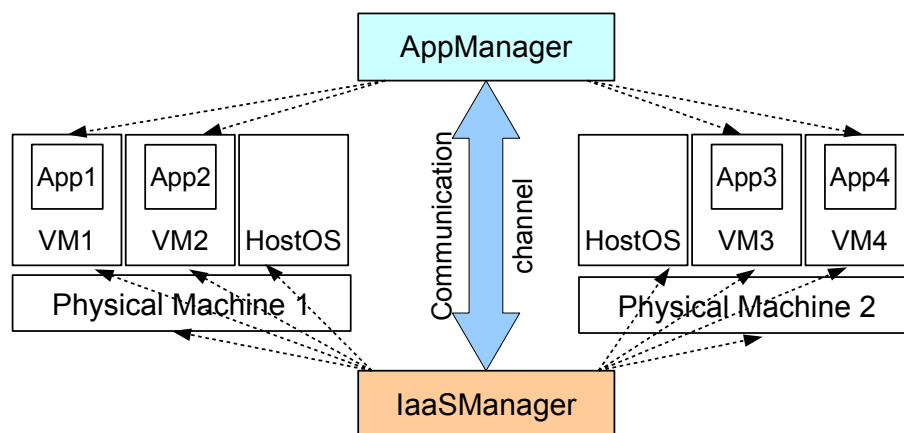 AppManager
App1
App2
App3
App4
VM1
VM2
HostOS
Communication
channel
HostOS
VM3
VM4
Physical Machine 1
Physical Machine 2
IaaSManager